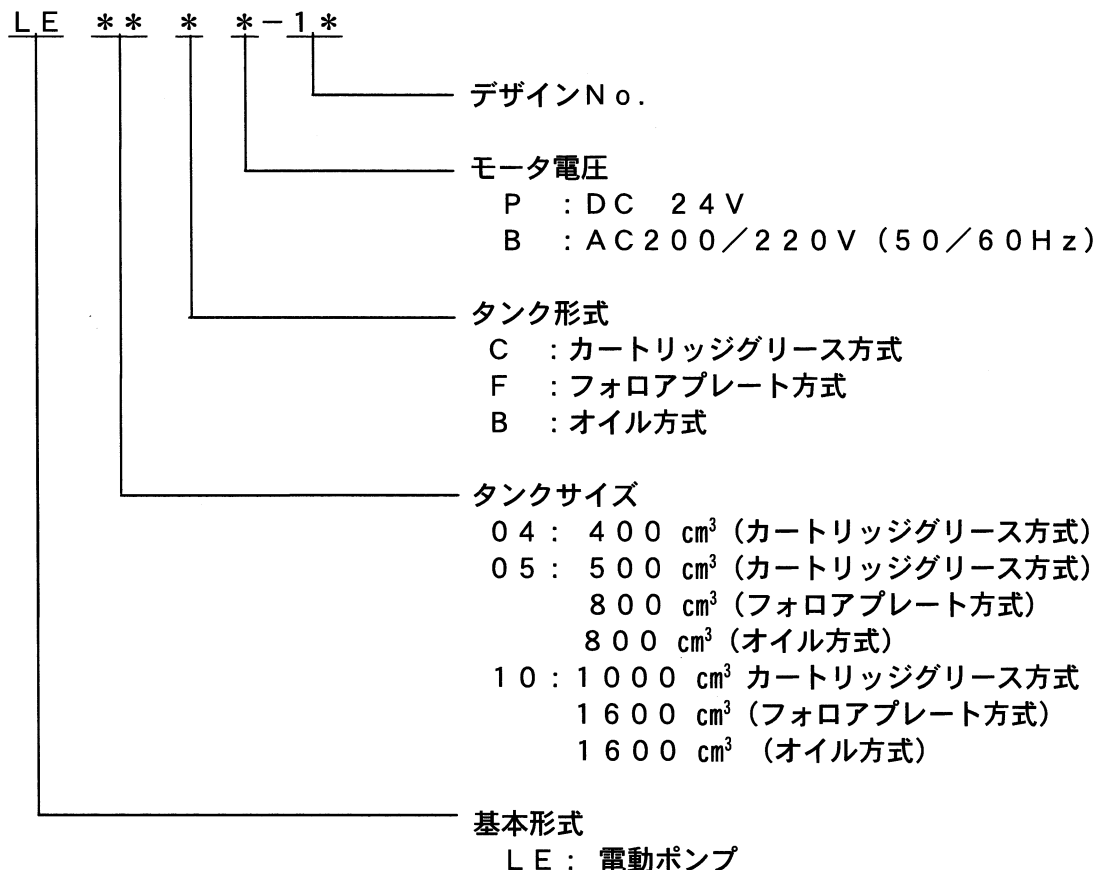 LE ** * *-1*
デザインNo.
モータ電圧
P :DC 24V
B :AC200/220V(50/60Hz)
タンク形式
C :カートリッジグリース方式
F :フォロアプレート方式
B :オイル方式
タンクサイズ
04: 400 cm³(カートリッジグリース方式)
05: 500 cm³(カートリッジグリース方式)
800 cm³(フォロアプレート方式)
800 cm³(オイル方式)
10:1000 cm³ カートリッジグリース方式
1600 cm³(フォロアプレート方式)
1600 cm³ (オイル方式)
基本形式
LE: 電動ポンプ